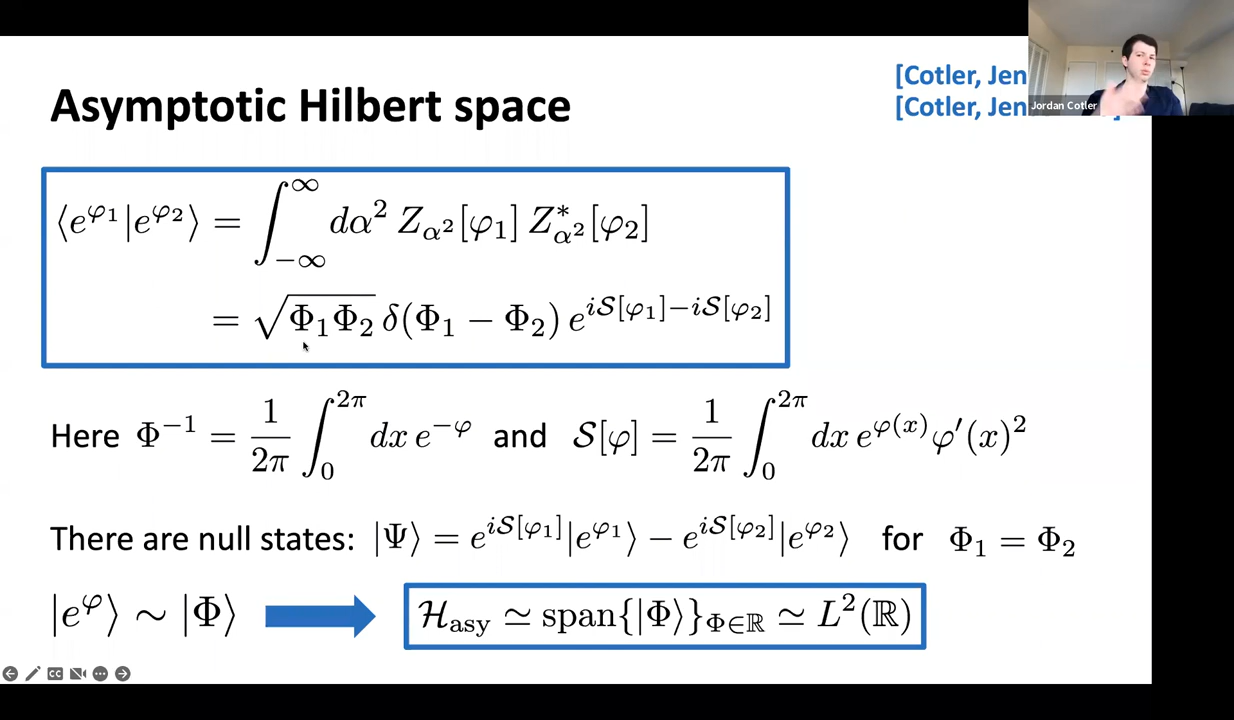 Asymptotic Hilbert space
[Cotler, Jen
[Cotler, Jen ]
Jordan Cotler
⟨e^{φ₁}|e^{φ₂}⟩ = ∫_{-∞}^{∞} dα² Z_{α²}[φ₁] Z*_{α²}[φ₂]
= √(Φ₁Φ₂) δ(Φ₁ − Φ₂) e^{iS[φ₁]−iS[φ₂]}
Here Φ⁻¹ = 1/2π ∫₀^{2π} dx e^{−φ} and S[φ] = 1/2π ∫₀^{2π} dx e^{φ(x)} φ′(x)²
There are null states: |Ψ⟩ = e^{iS[φ₁]}|e^{φ₁}⟩ − e^{iS[φ₂]}|e^{φ₂}⟩ for Φ₁ = Φ₂
|e^φ⟩ ∼ |Φ⟩ H_asy ≃ span{|Φ⟩}_{Φ∈ℝ} ≃ L²(ℝ)
CC